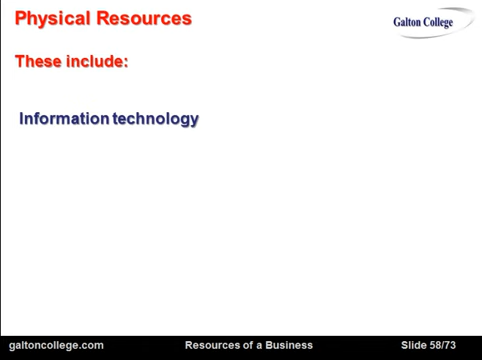 Physical Resources
Galton College
These include:
Information technology
galtoncollege.com
Resources of a Business
Slide 58/73